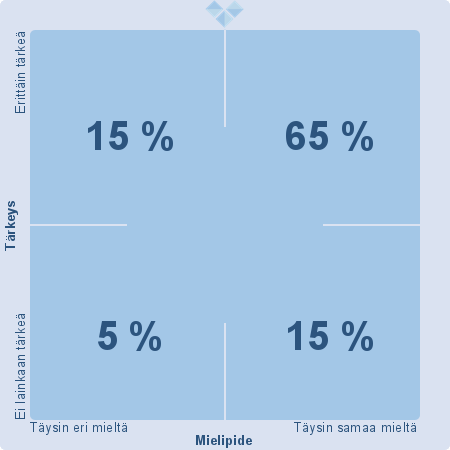 Erittäin tärkeä
15 %
65 %
Tärkeys
Ei lainkaan tärkeä
5 %
15 %
Täysin eri mieltä
Täysin samaa mieltä
Mielipide